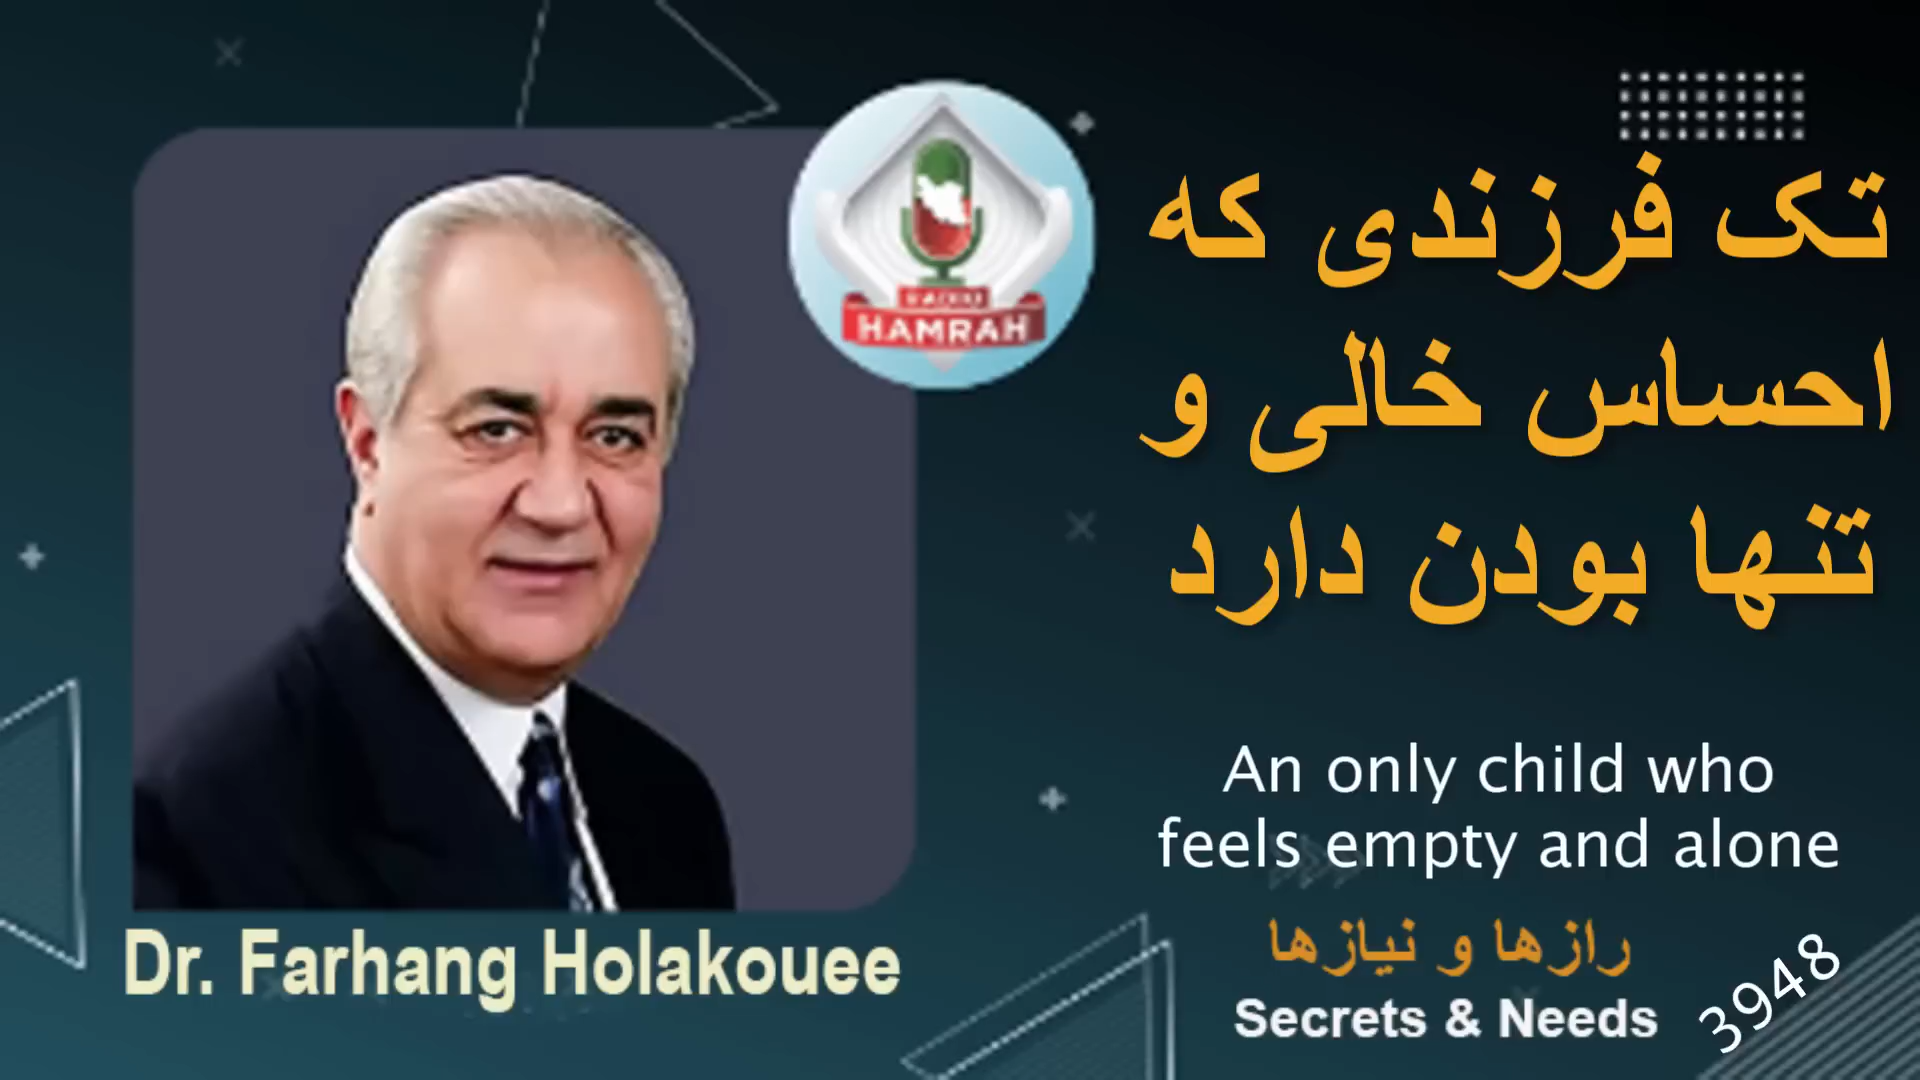 RADIO
HAMRAH
تک فرزندی که
احساس خالی و
تنها بودن دارد
An only child who
feels empty and alone
رازها و نیازها
Secrets & Needs
3948
Dr. Farhang Holakouee